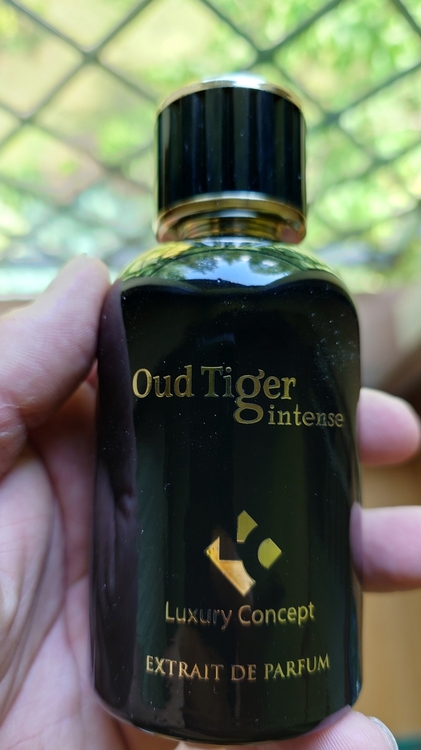 Oud Tiger
intense
Luxury Concept
EXTRAIT DE PARFUM